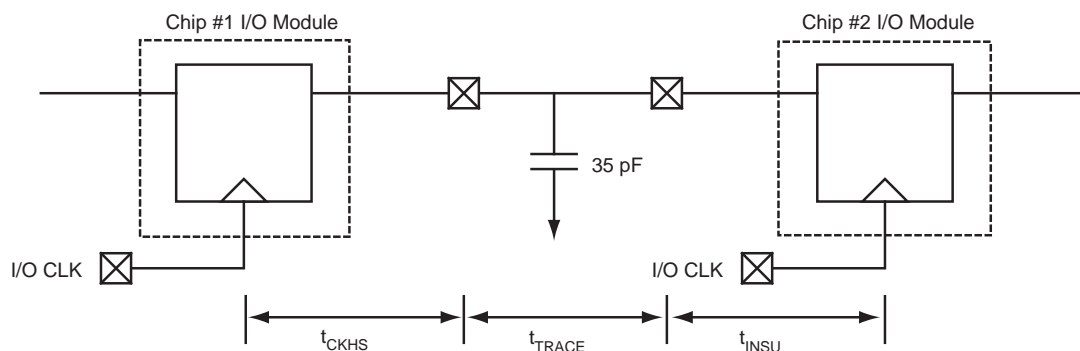 Chip #1 I/O Module
Chip #2 I/O Module
35 pF
I/O CLK
I/O CLK
tCKHS
tTRACE
tINSU